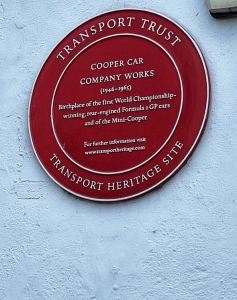 TRANSPORT TRUST
COOPER CAR
COMPANY WORKS
(1946-1965)
Birthplace of the first World Championship-
winning, rear-engined Formula 1 GP cars
and of the Mini-Cooper
For further information visit
www.transportheritage.com
TRANSPORT HERITAGE SITE